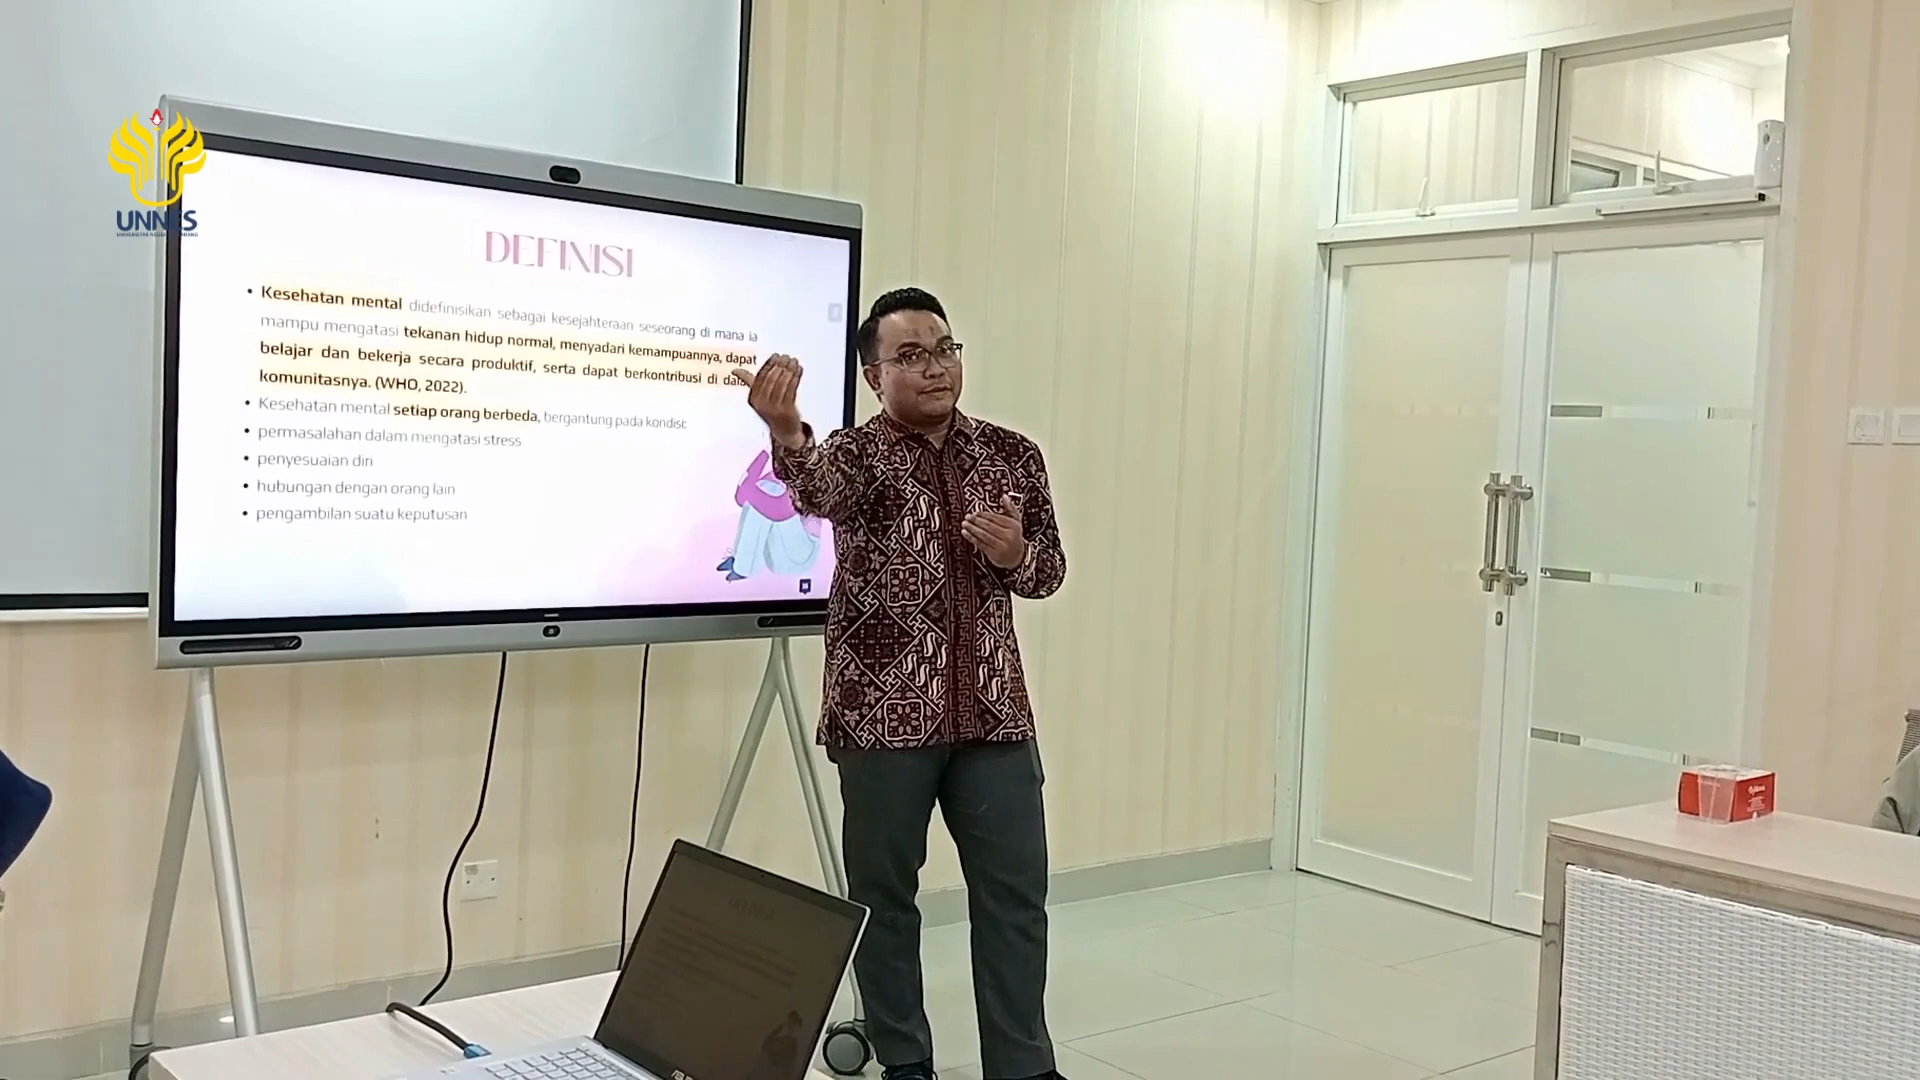 UNNES
DEFINISI
• Kesehatan mental didefinisikan sebagai kesejahteraan seseorang di mana ia
mampu mengatasi tekanan hidup normal, menyadari kemampuannya, dapat
belajar dan bekerja secara produktif, serta dapat berkontribusi di
komunitasnya. (WHO, 2022).
• Kesehatan mental setiap orang berbeda, bergantung pada kondisi:
• permasalahan dalam mengatasi stress
• penyesuaian diri
• hubungan dengan orang lain
• pengambilan suatu keputusan